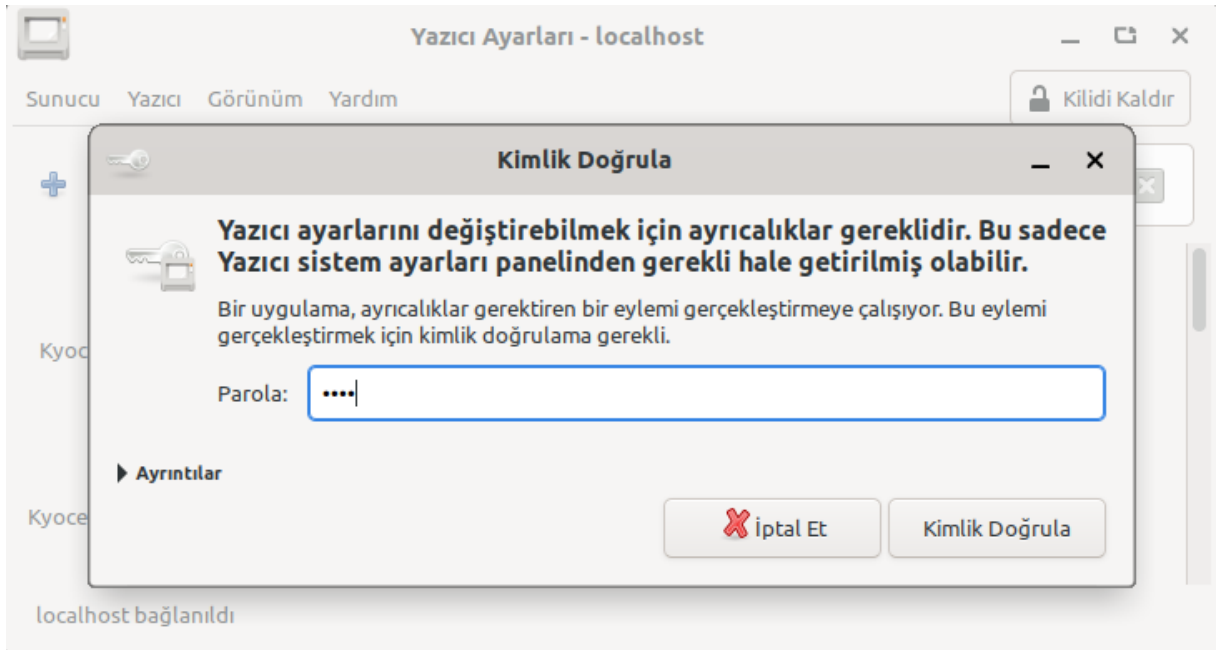 Yazıcı Ayarları - localhost
Sunucu Yazıcı Görünüm Yardım
Kilidi Kaldır
Kimlik Doğrula
Yazıcı ayarlarını değiştirebilmek için ayrıcalıklar gereklidir. Bu sadece
Yazıcı sistem ayarları panelinden gerekli hale getirilmiş olabilir.
Bir uygulama, ayrıcalıklar gerektiren bir eylemi gerçekleştirmeye çalışıyor. Bu eylemi
gerçekleştirmek için kimlik doğrulama gerekli.
Kyoc
Parola: ••••
Ayrıntılar
Kyoce
İptal Et
Kimlik Doğrula
localhost bağlanıldı